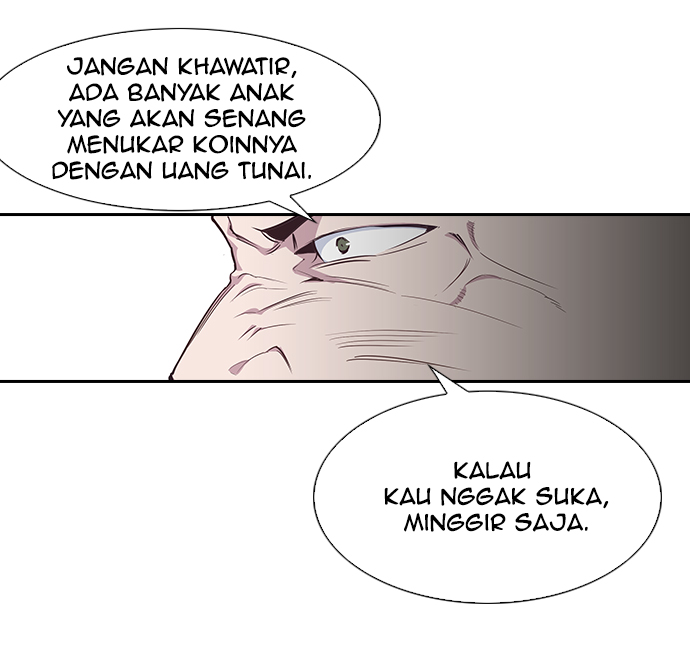 JANGAN KHAWATIR,
ADA BANYAK ANAK
YANG AKAN SENANG
MENUKAR KOINNYA
DENGAN UANG TUNAI.
KALAU
KAU NGGAK SUKA,
MINGGIR SAJA.